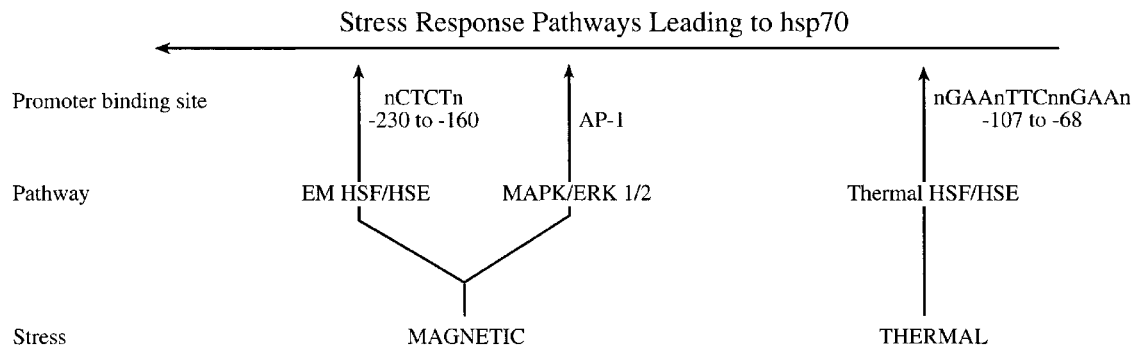 Stress Response Pathways Leading to hsp70
Promoter binding site
nCTCTn
-230 to -160
AP-1
nGAAnTTCnnGAAn
-107 to -68
Pathway
EM HSF/HSE
MAPK/ERK 1/2
Thermal HSF/HSE
Stress
MAGNETIC
THERMAL